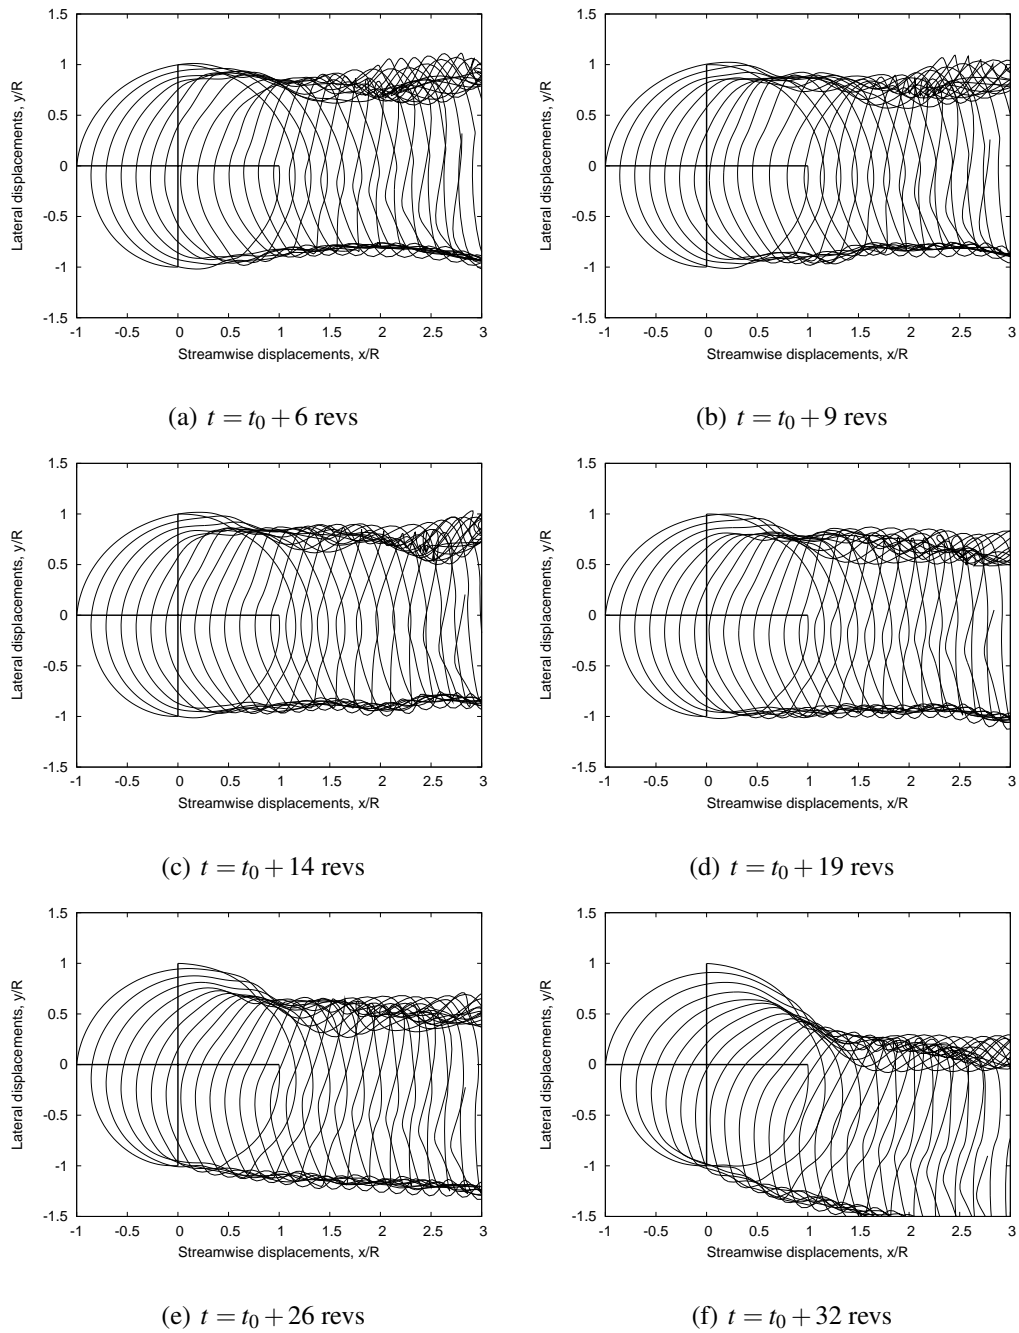 1.5
1
0.5
0
-0.5
-1
-1.5
Lateral displacements, y/R
-1 -0.5 0 0.5 1 1.5 2 2.5 3
Streamwise displacements, x/R
(a) t = t0 + 6 revs
1.5
1
0.5
0
-0.5
-1
-1.5
Lateral displacements, y/R
-1 -0.5 0 0.5 1 1.5 2 2.5 3
Streamwise displacements, x/R
(b) t = t0 + 9 revs
1.5
1
0.5
0
-0.5
-1
-1.5
Lateral displacements, y/R
-1 -0.5 0 0.5 1 1.5 2 2.5 3
Streamwise displacements, x/R
(c) t = t0 + 14 revs
1.5
1
0.5
0
-0.5
-1
-1.5
Lateral displacements, y/R
-1 -0.5 0 0.5 1 1.5 2 2.5 3
Streamwise displacements, x/R
(d) t = t0 + 19 revs
1.5
1
0.5
0
-0.5
-1
-1.5
Lateral displacements, y/R
-1 -0.5 0 0.5 1 1.5 2 2.5 3
Streamwise displacements, x/R
(e) t = t0 + 26 revs
1.5
1
0.5
0
-0.5
-1
-1.5
Lateral displacements, y/R
-1 -0.5 0 0.5 1 1.5 2 2.5 3
Streamwise displacements, x/R
(f) t = t0 + 32 revs